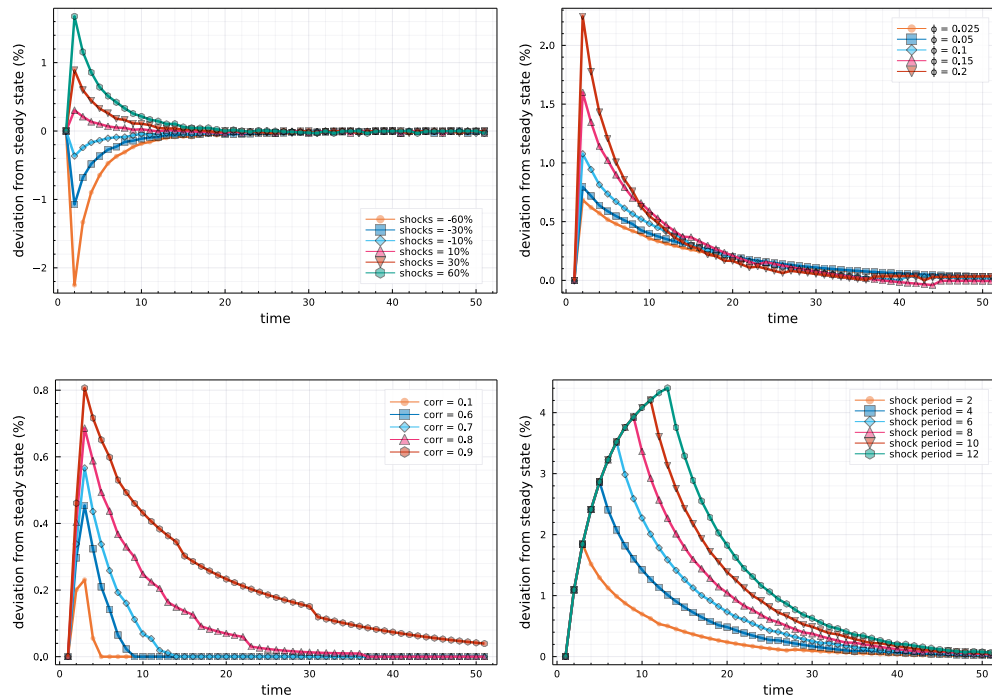 deviation from steady state (%)
1
0
−1
−2
shocks = -60%
shocks = -30%
shocks = -10%
shocks = 10%
shocks = 30%
shocks = 60%
0 10 20 30 40 50
time
deviation from steady state (%)
2.0
1.5
1.0
0.5
0.0
ϕ = 0.025
ϕ = 0.05
ϕ = 0.1
ϕ = 0.15
ϕ = 0.2
0 10 20 30 40 50
time
deviation from steady state (%)
0.8
0.6
0.4
0.2
0.0
corr = 0.1
corr = 0.6
corr = 0.7
corr = 0.8
corr = 0.9
0 10 20 30 40 50
time
deviation from steady state (%)
4
3
2
1
0
shock period = 2
shock period = 4
shock period = 6
shock period = 8
shock period = 10
shock period = 12
0 10 20 30 40 50
time